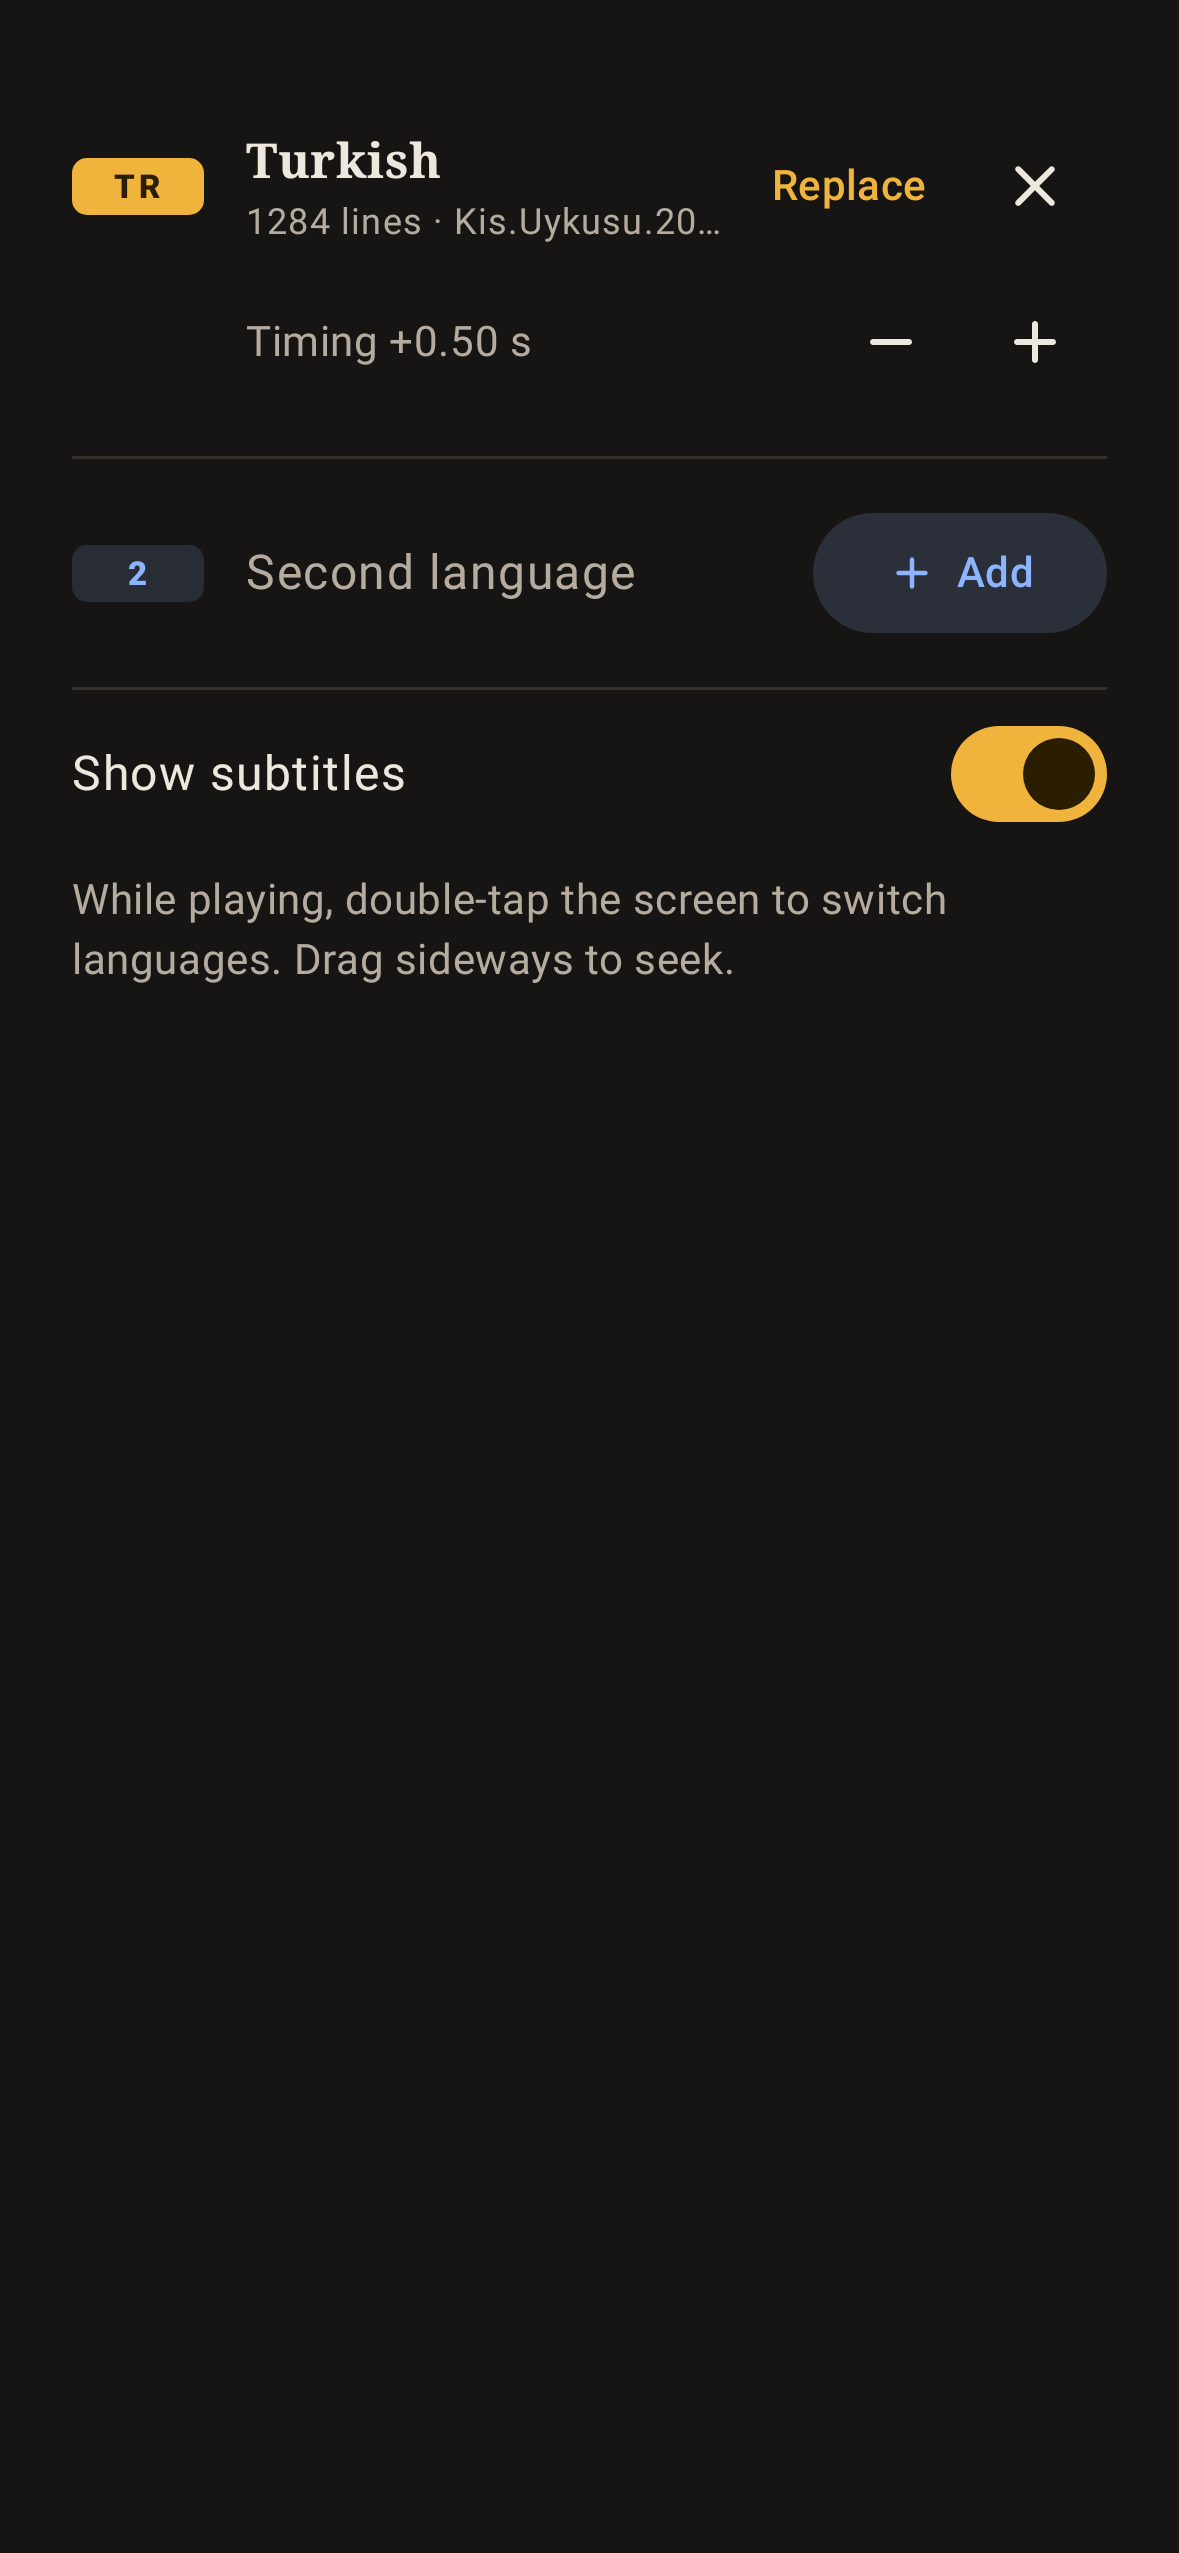 TR
Turkish
Replace
1284 lines · Kis.Uykusu.20…
Timing +0.50 s
2
Second language
+ Add
Show subtitles
While playing, double-tap the screen to switch
languages. Drag sideways to seek.